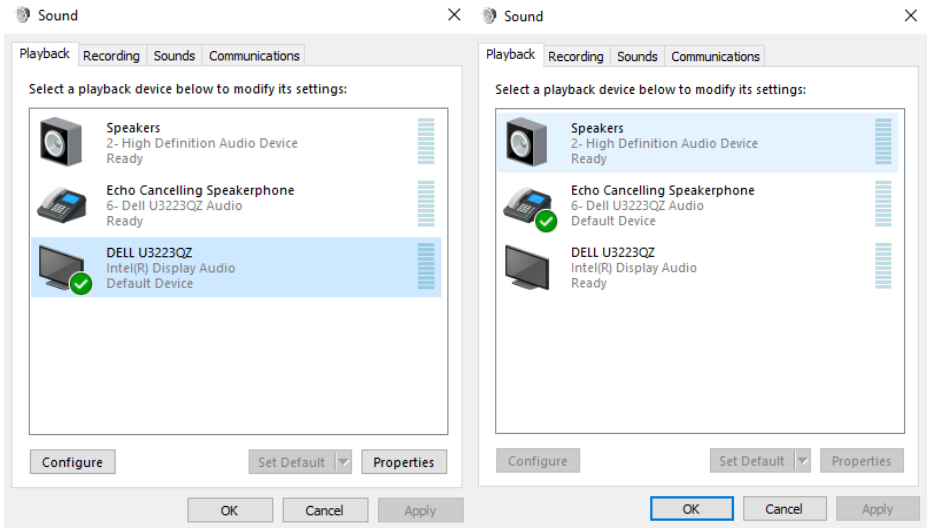 Sound
Playback Recording Sounds Communications
Select a playback device below to modify its settings:
Speakers
2- High Definition Audio Device
Ready
Echo Cancelling Speakerphone
6- Dell U3223QZ Audio
Ready
DELL U3223QZ
Intel(R) Display Audio
Default Device
Configure Set Default Properties
OK Cancel Apply
Sound
Playback Recording Sounds Communications
Select a playback device below to modify its settings:
Speakers
2- High Definition Audio Device
Ready
Echo Cancelling Speakerphone
6- Dell U3223QZ Audio
Default Device
DELL U3223QZ
Intel(R) Display Audio
Ready
Configure Set Default Properties
OK Cancel Apply